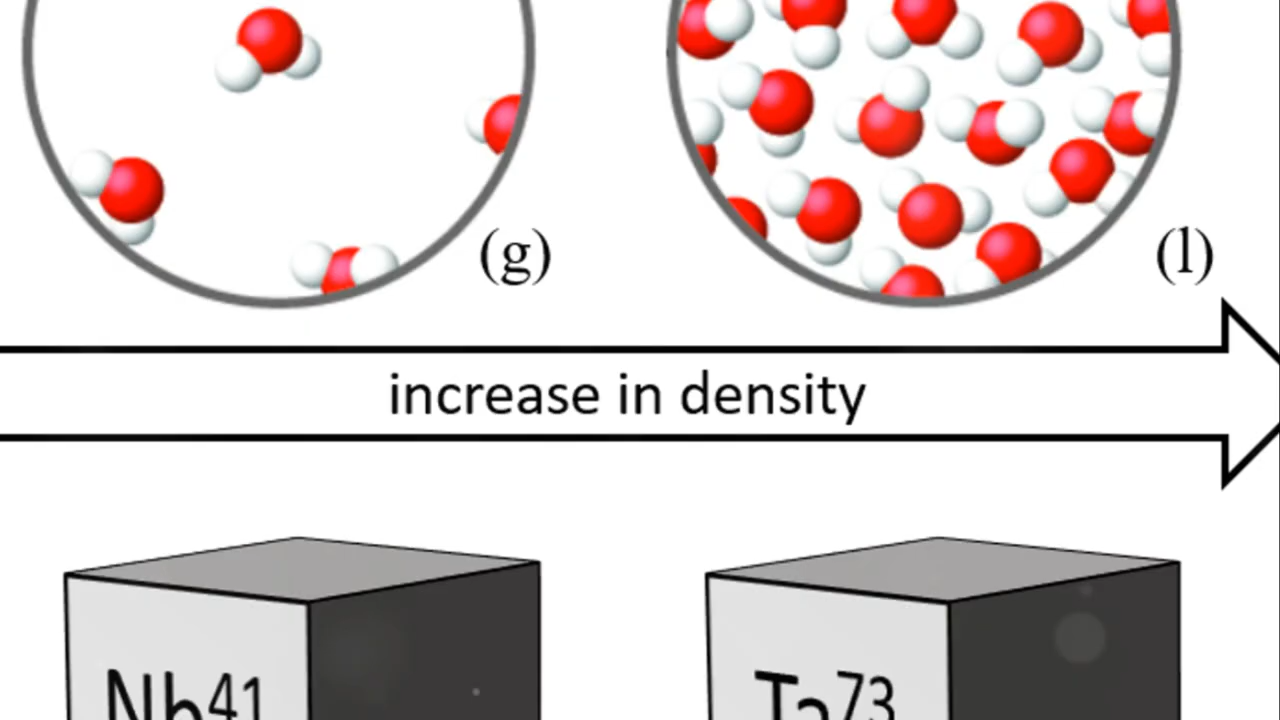 (g)
(l)
increase in density
Nb⁴¹
Ta⁷³